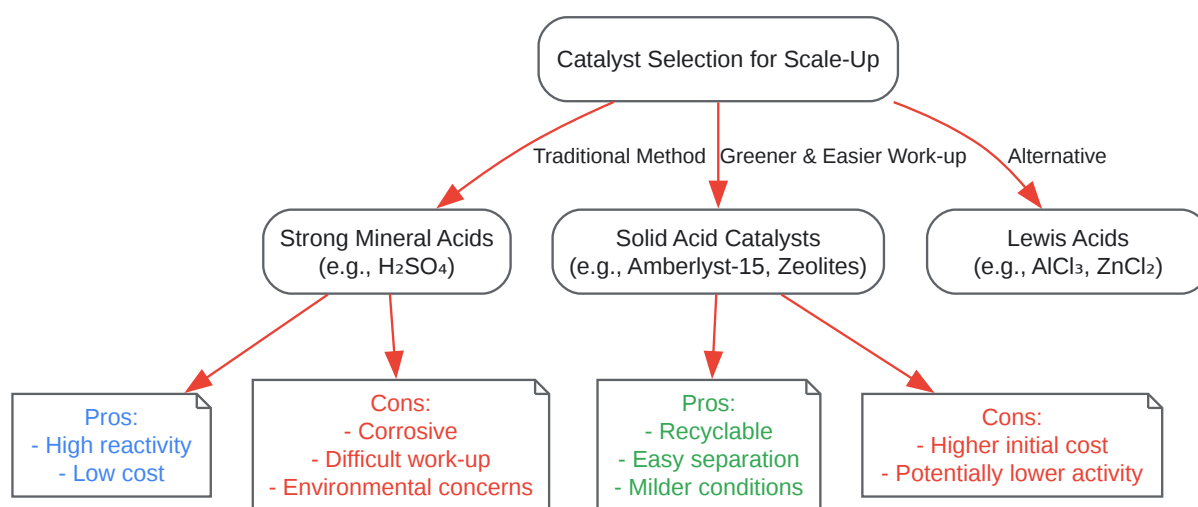 Catalyst Selection for Scale-Up
Traditional Method
Greener & Easier Work-up
Alternative
Strong Mineral Acids
(e.g., H₂SO₄)
Solid Acid Catalysts
(e.g., Amberlyst-15, Zeolites)
Lewis Acids
(e.g., AlCl₃, ZnCl₂)
Pros:
- High reactivity
- Low cost
Cons:
- Corrosive
- Difficult work-up
- Environmental concerns
Pros:
- Recyclable
- Easy separation
- Milder conditions
Cons:
- Higher initial cost
- Potentially lower activity